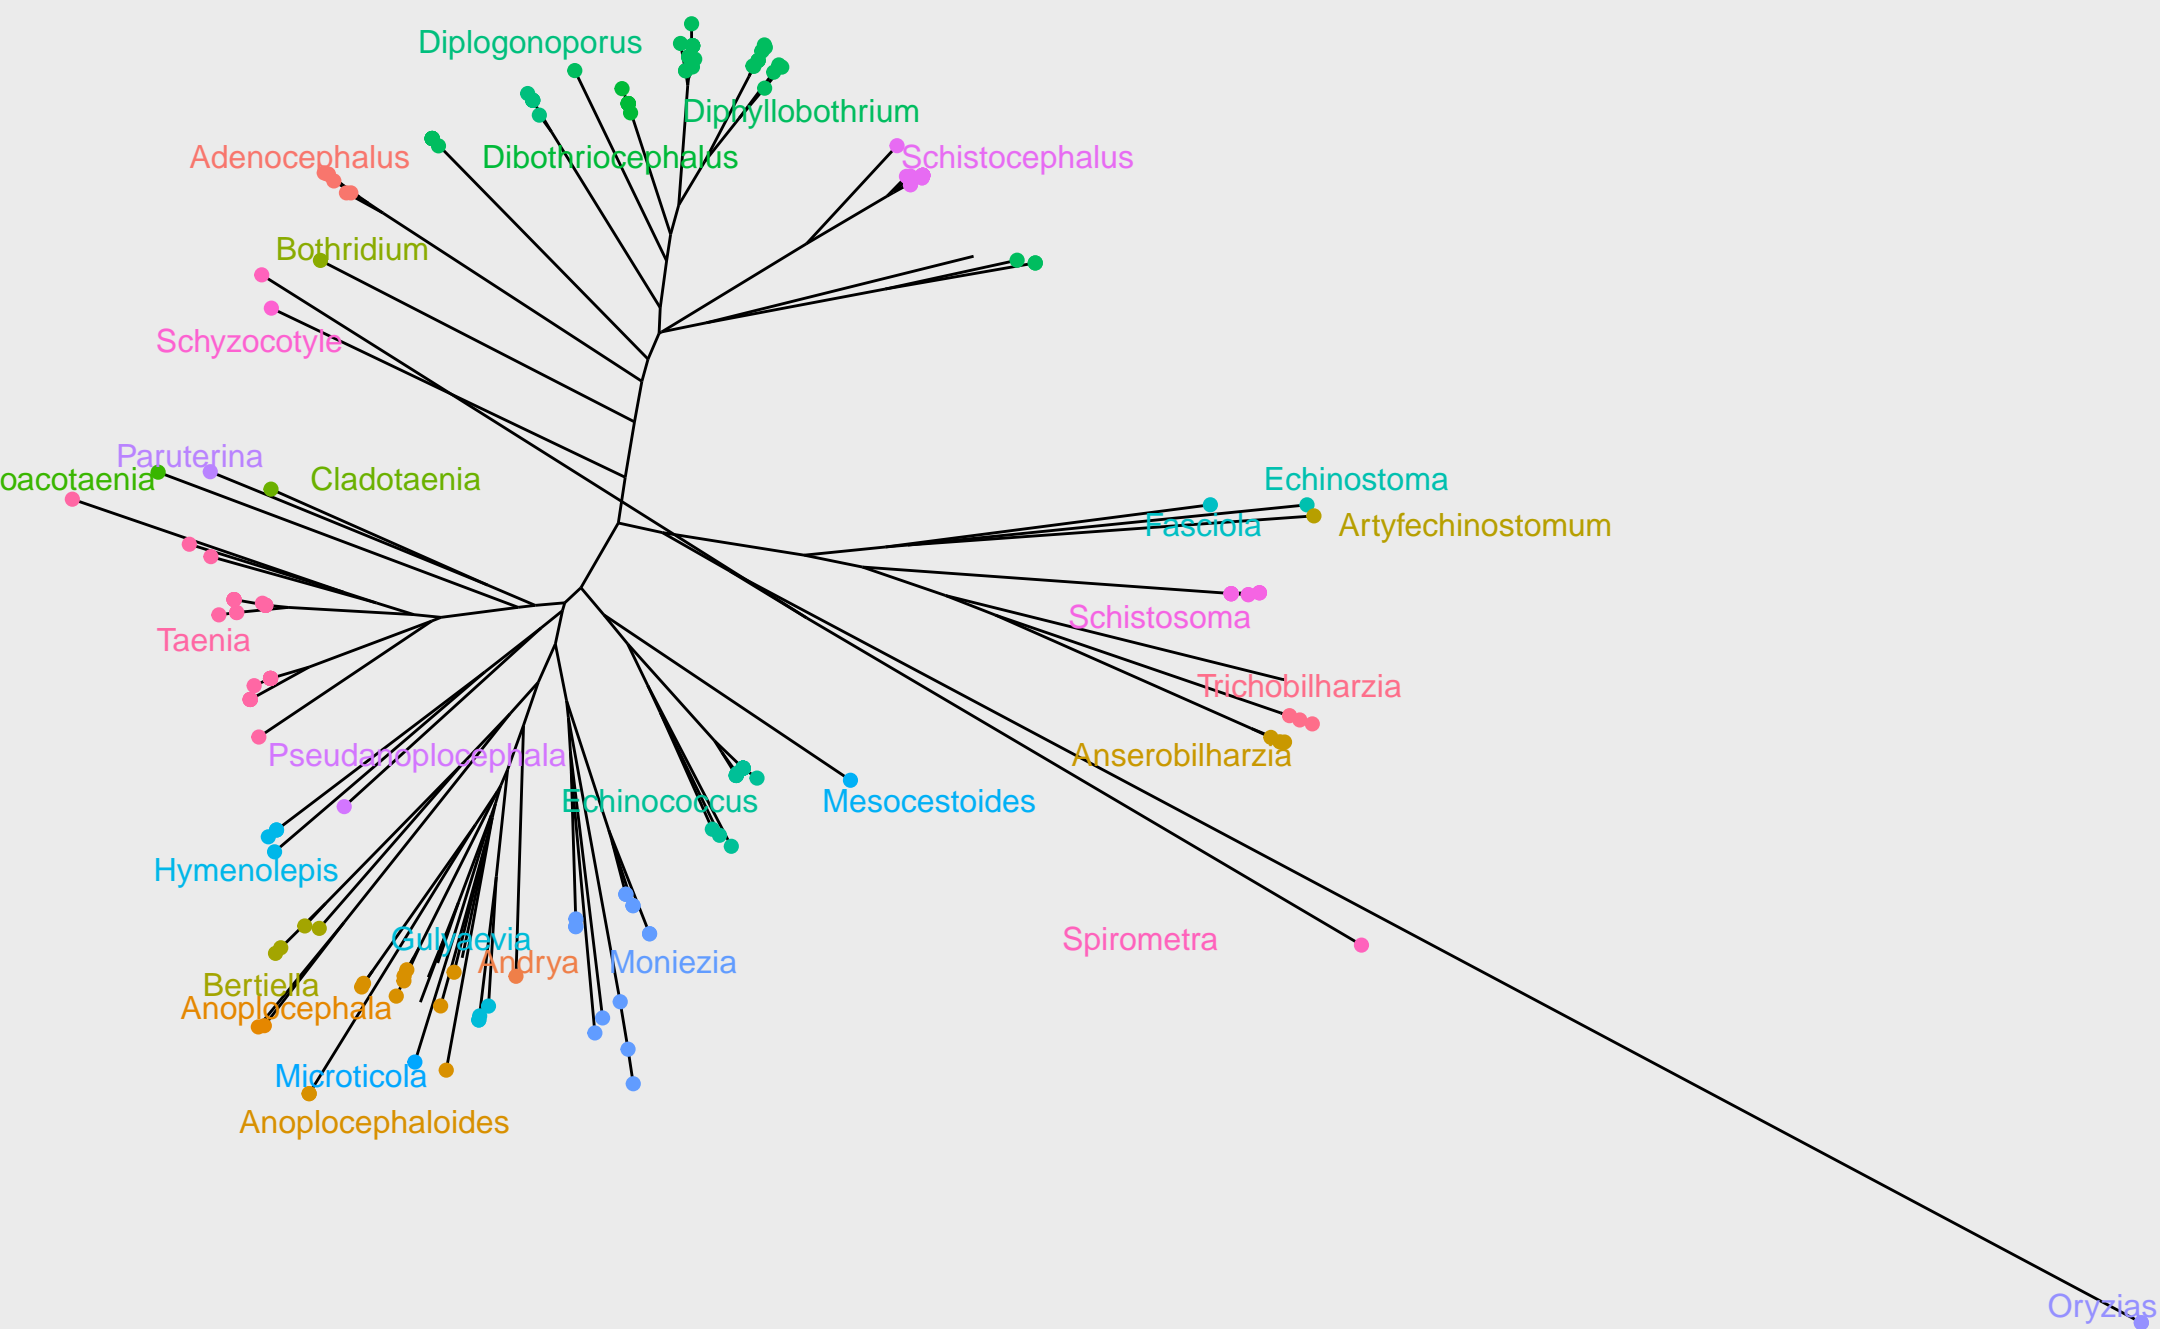 Diplogonoporus
Diphyllobothrium
Adenocephalus
Dibothriocephalus
Schistocephalus
Bothridium
Schyzocotyle
Paruterina
oacotaenia
Cladotaenia
Echinostoma
Fasciola
Artyfechinostomum
Schistosoma
Taenia
Trichobilharzia
Pseudanoplocephala
Anserobilharzia
Echinococcus
Mesocestoides
Hymenolepis
Gulyaevia
Spirometra
Andrya
Moniezia
Bertiella
Anoplocephala
Microticola
Anoplocephaloides
Oryzias